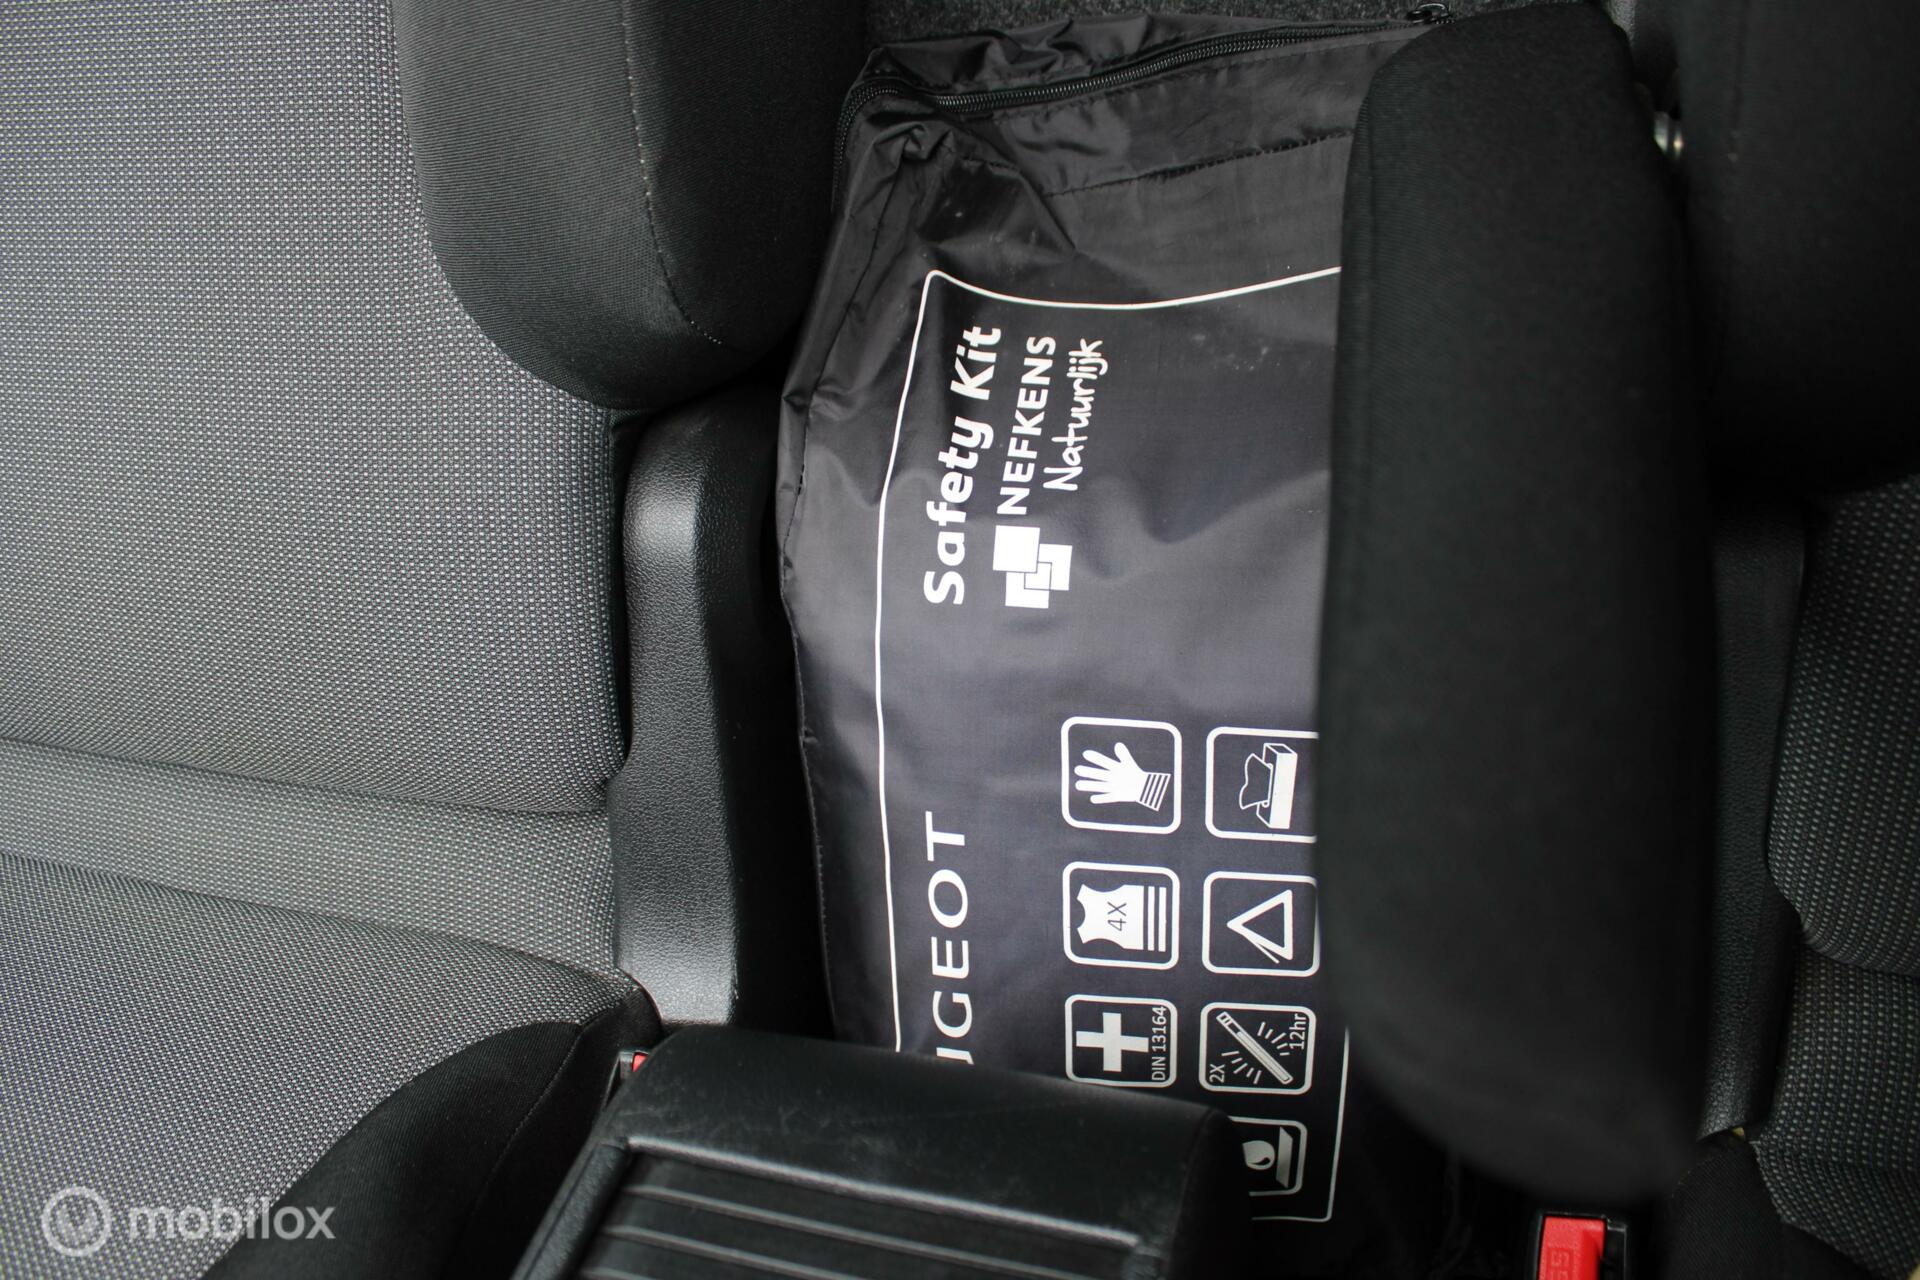 Safety Kit
NEFKENS
Natuurlijk
UGEOT
4X
DIN 13164
2X
12hr
mobilox